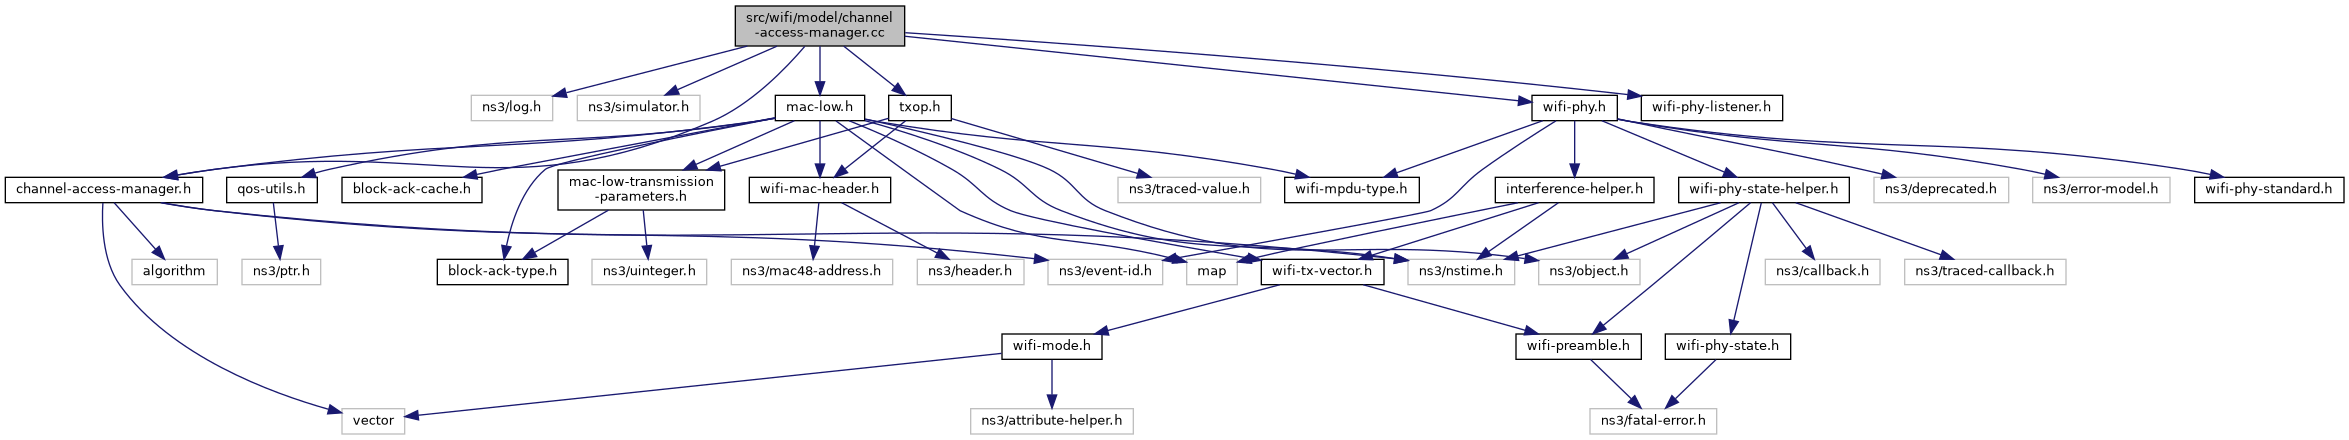 src/wifi/model/channel
-access-manager.cc
ns3/log.h
ns3/simulator.h
mac-low.h
txop.h
wifi-phy.h
wifi-phy-listener.h
channel-access-manager.h
qos-utils.h
block-ack-cache.h
mac-low-transmission
-parameters.h
wifi-mac-header.h
ns3/traced-value.h
wifi-mpdu-type.h
interference-helper.h
wifi-phy-state-helper.h
ns3/deprecated.h
ns3/error-model.h
wifi-phy-standard.h
algorithm
ns3/ptr.h
block-ack-type.h
ns3/uinteger.h
ns3/mac48-address.h
ns3/header.h
ns3/event-id.h
map
wifi-tx-vector.h
ns3/nstime.h
ns3/object.h
ns3/callback.h
ns3/traced-callback.h
wifi-mode.h
wifi-preamble.h
wifi-phy-state.h
vector
ns3/attribute-helper.h
ns3/fatal-error.h